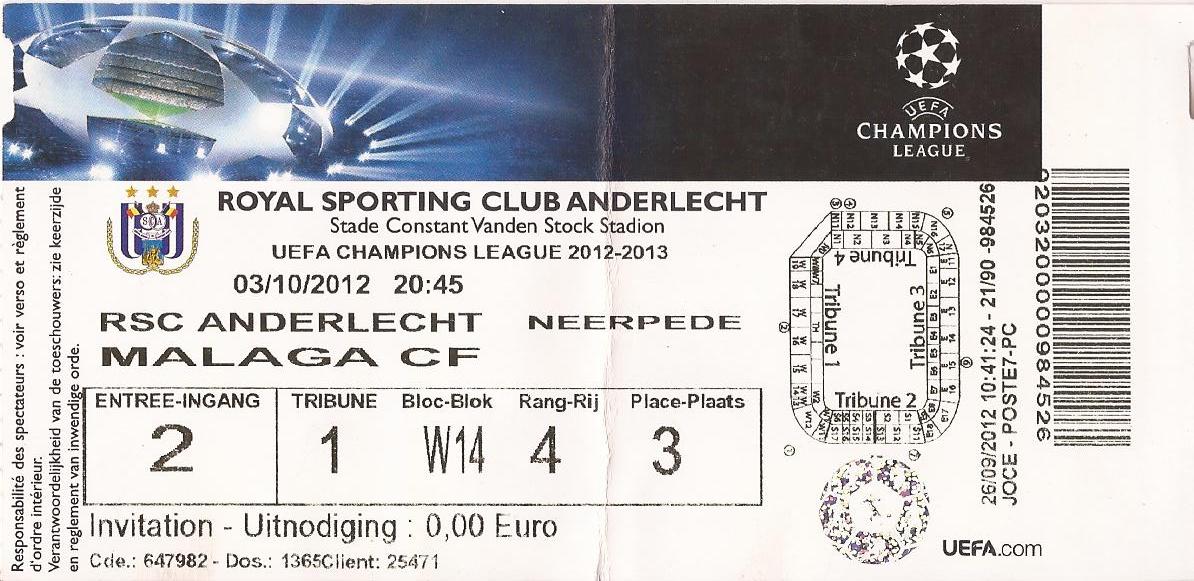 UEFA
CHAMPIONS
LEAGUE
Responsabilité des spectateurs : voir verso et règlement
d'ordre intérieur.
Verantwoordelijkheid van de toeschouwers: zie keerzijde
en reglement van inwendige orde.
ROYAL SPORTING CLUB ANDERLECHT
Stade Constant Vanden Stock Stadion
UEFA CHAMPIONS LEAGUE 2012-2013
03/10/2012 20:45
RSC ANDERLECHT NEERPEDE
MALAGA CF
ENTREE-INGANG TRIBUNE Bloc-Blok Rang-Rij Place-Plaats
2 1 W14 4 3
Invitation - Uitnodiging : 0,00 Euro
Cde.: 647982 - Dos.: 1365Client: 25471
Tribune 4
Tribune 1
Tribune 3
Tribune 2
UEFA.com
26/09/2012 10:41:24 - 21/90 -984526
JOCE - POSTE7-PC
0203200000984526